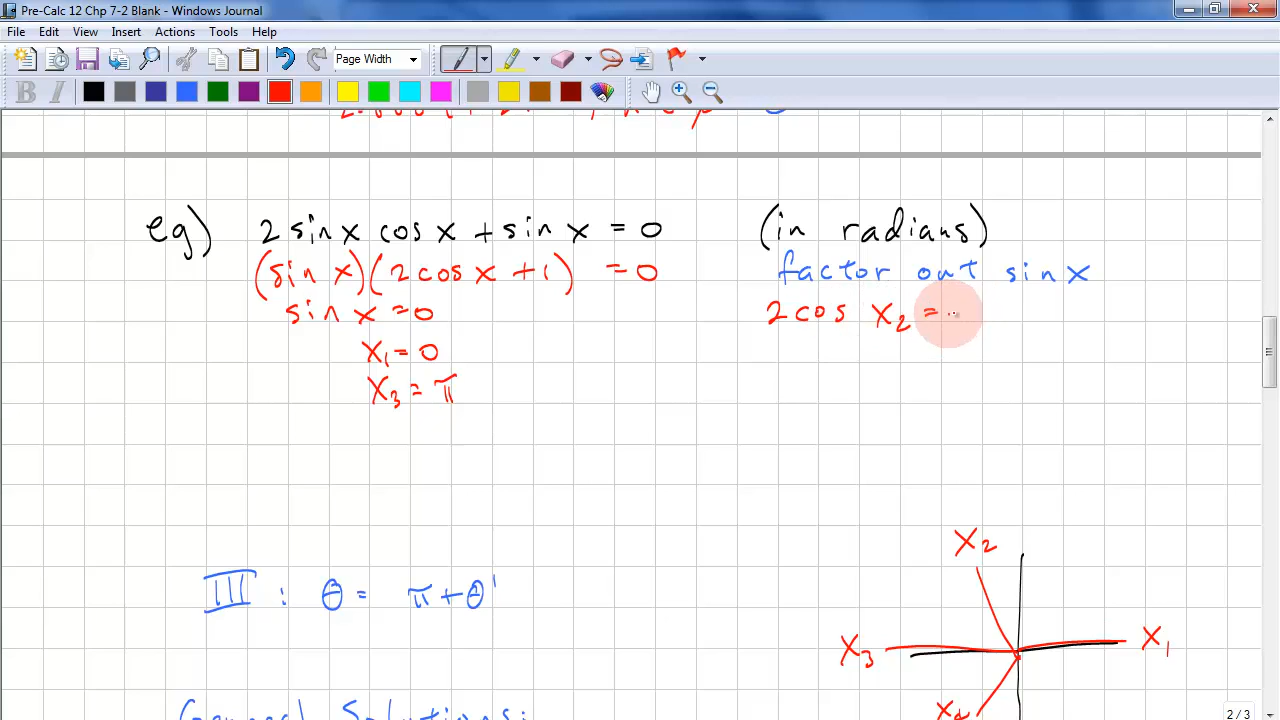 Pre-Calc 12 Chp 7-2 Blank - Windows Journal
File Edit View Insert Actions Tools Help
Page Width
B I
eg) 2 sin x cos x + sin x = 0 (in radians)
(sin x)(2 cos x + 1) = 0 factor out sin x
sin x = 0 2 cos x₂ =
x₁ = 0
x₃ = π
x₂
III : θ = π + θ'
x₃ x₁
General Solutions:
x₄
2/3